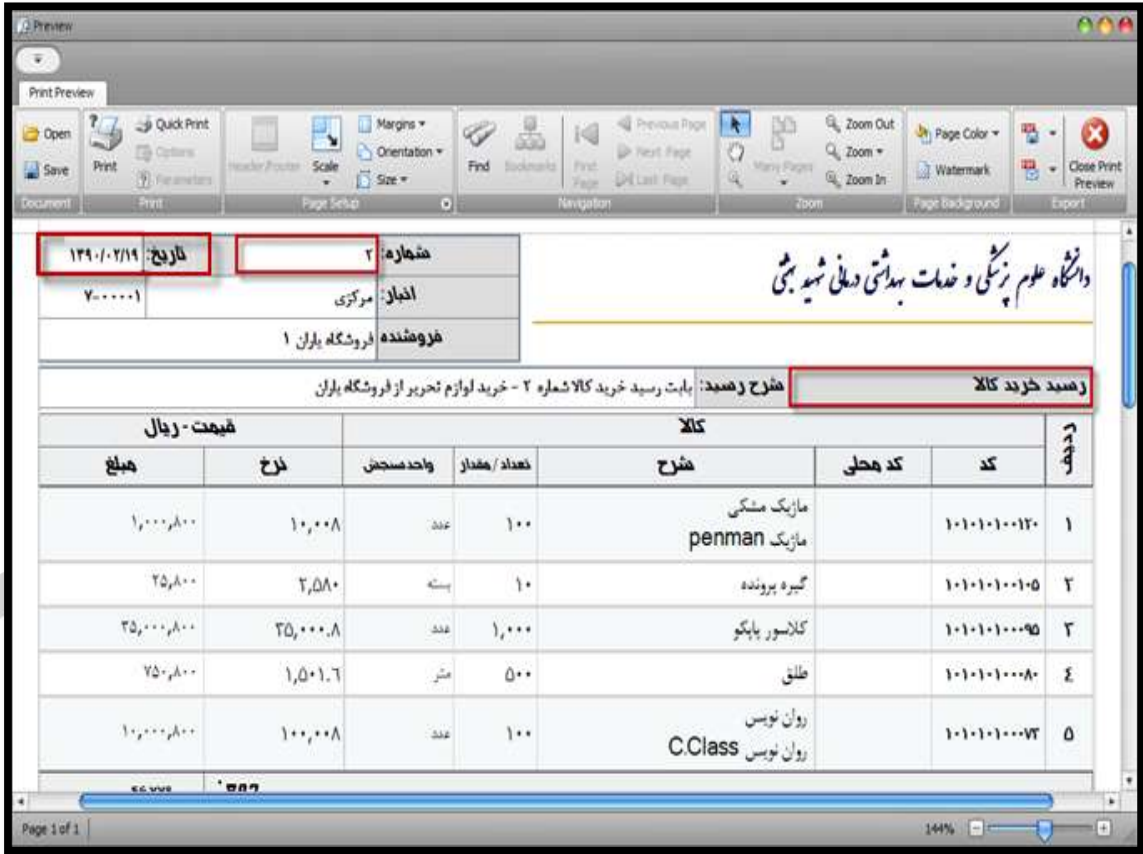 Preview
Print Preview
Open
Save
Document
Print
Quick Print
Options
Parameters
Print
Header/Footer
Scale
Margins
Orientation
Size
Page Setup
Find
Bookmarks
First Page
Previous Page
Next Page
Last Page
Navigation
Many Pages
Zoom Out
Zoom
Zoom In
Zoom
Page Color
Watermark
Page Background
Export
Close Print Preview
دانشگاه علوم پزشکی و خدمات بهداشتی درمانی شهید بهشتی
شماره: ۲ تاریخ: ۱۳۹۰/۰۲/۱۹
انبار: مرکزی ۷-۰۰۰۰۱
فروشنده فروشگاه یاران ۱
رسید خرید کالا شرح رسید: بابت رسید خرید کالا شماره ۲ - خرید لوازم تحریر از فروشگاه یاران
ردیف کالا قیمت - ریال
کد کد محلی شرح تعداد / مقدار واحدسنجش نرخ مبلغ
۱ ۱۰۱۰۱۰۱۰۰۱۲۰ ماژیک مشکی ۱۰۰ عدد ۱۰,۰۰۸ ۱,۰۰۰,۸۰۰
ماژیک penman
۲ ۱۰۱۰۱۰۱۰۰۱۰۵ گیره پرونده ۱۰ بسته ۲,۵۸۰ ۲۵,۸۰۰
۳ ۱۰۱۰۱۰۱۰۰۰۹۵ کلاسور پاپکو ۱,۰۰۰ عدد ۳۵,۰۰۰.۸ ۳۵,۰۰۰,۸۰۰
٤ ۱۰۱۰۱۰۱۰۰۰۸۰ طلق ۵۰۰ متر ۱,۵۰۱.٦ ۷۵۰,۸۰۰
۵ ۱۰۱۰۱۰۱۰۰۰۷۳ روان نویس ۱۰۰ عدد ۱۰۰,۰۰۸ ۱۰,۰۰۰,۸۰۰
روان نویس C.Class
Page 1 of 1
144%